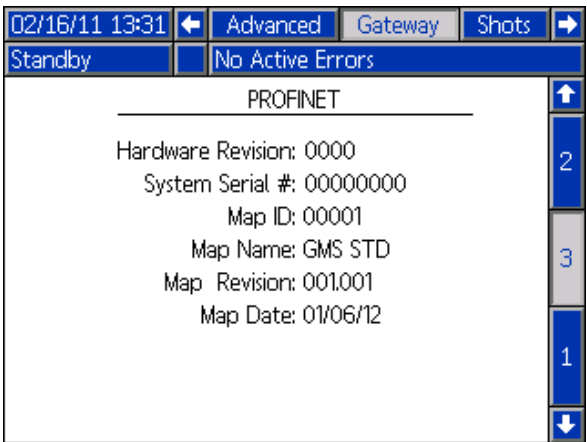 02/16/11 13:31 Advanced Gateway Shots
Standby No Active Errors
PROFINET
Hardware Revision: 0000
System Serial #: 00000000
Map ID: 00001
Map Name: GMS STD
Map Revision: 001.001
Map Date: 01/06/12
2
3
1